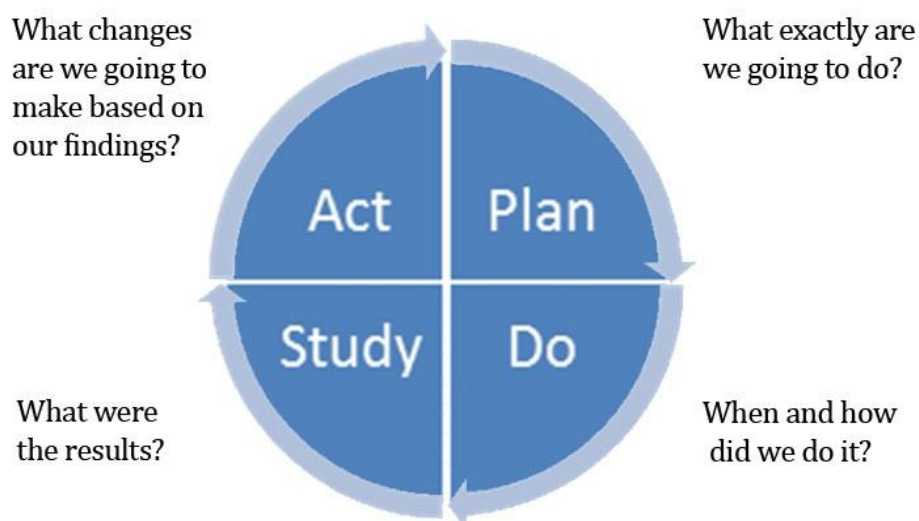 What changes
are we going to
make based on
our findings?
What exactly are
we going to do?
Act
Plan
Study
Do
What were
the results?
When and how
did we do it?